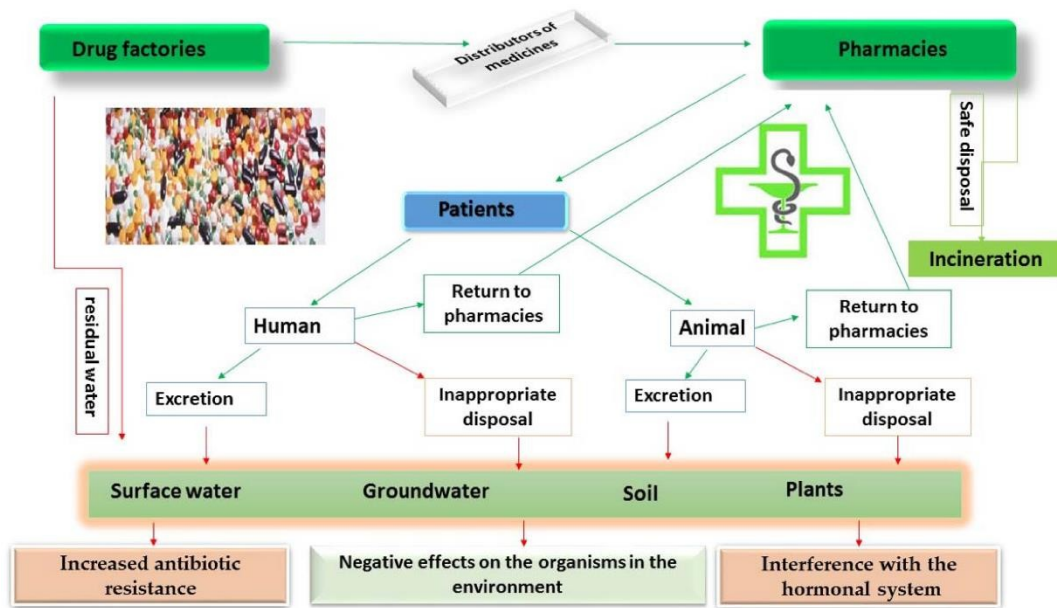 Drug factories
Distributors of
medicines
Pharmacies
Safe disposal
Patients
Incineration
residual water
Human
Return to
pharmacies
Animal
Return to
pharmacies
Excretion
Inappropriate
disposal
Excretion
Inappropriate
disposal
Surface water
Groundwater
Soil
Plants
Increased antibiotic
resistance
Negative effects on the organisms in the
environment
Interference with the
hormonal system